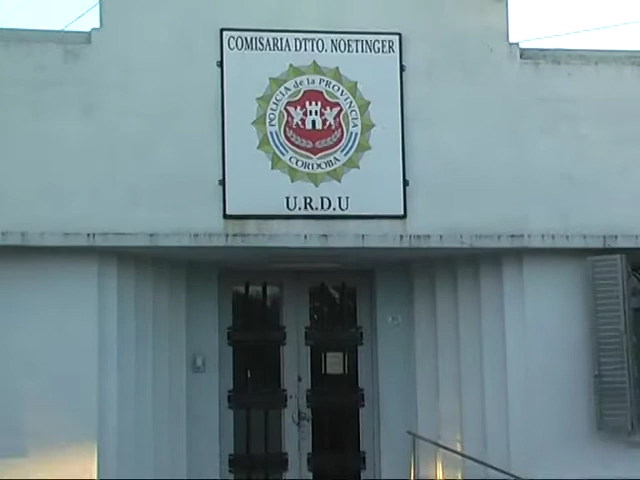 COMISARIA DTTO. NOETINGER
POLICIA de la PROVINCIA
CORDOBA
U.R.D.U